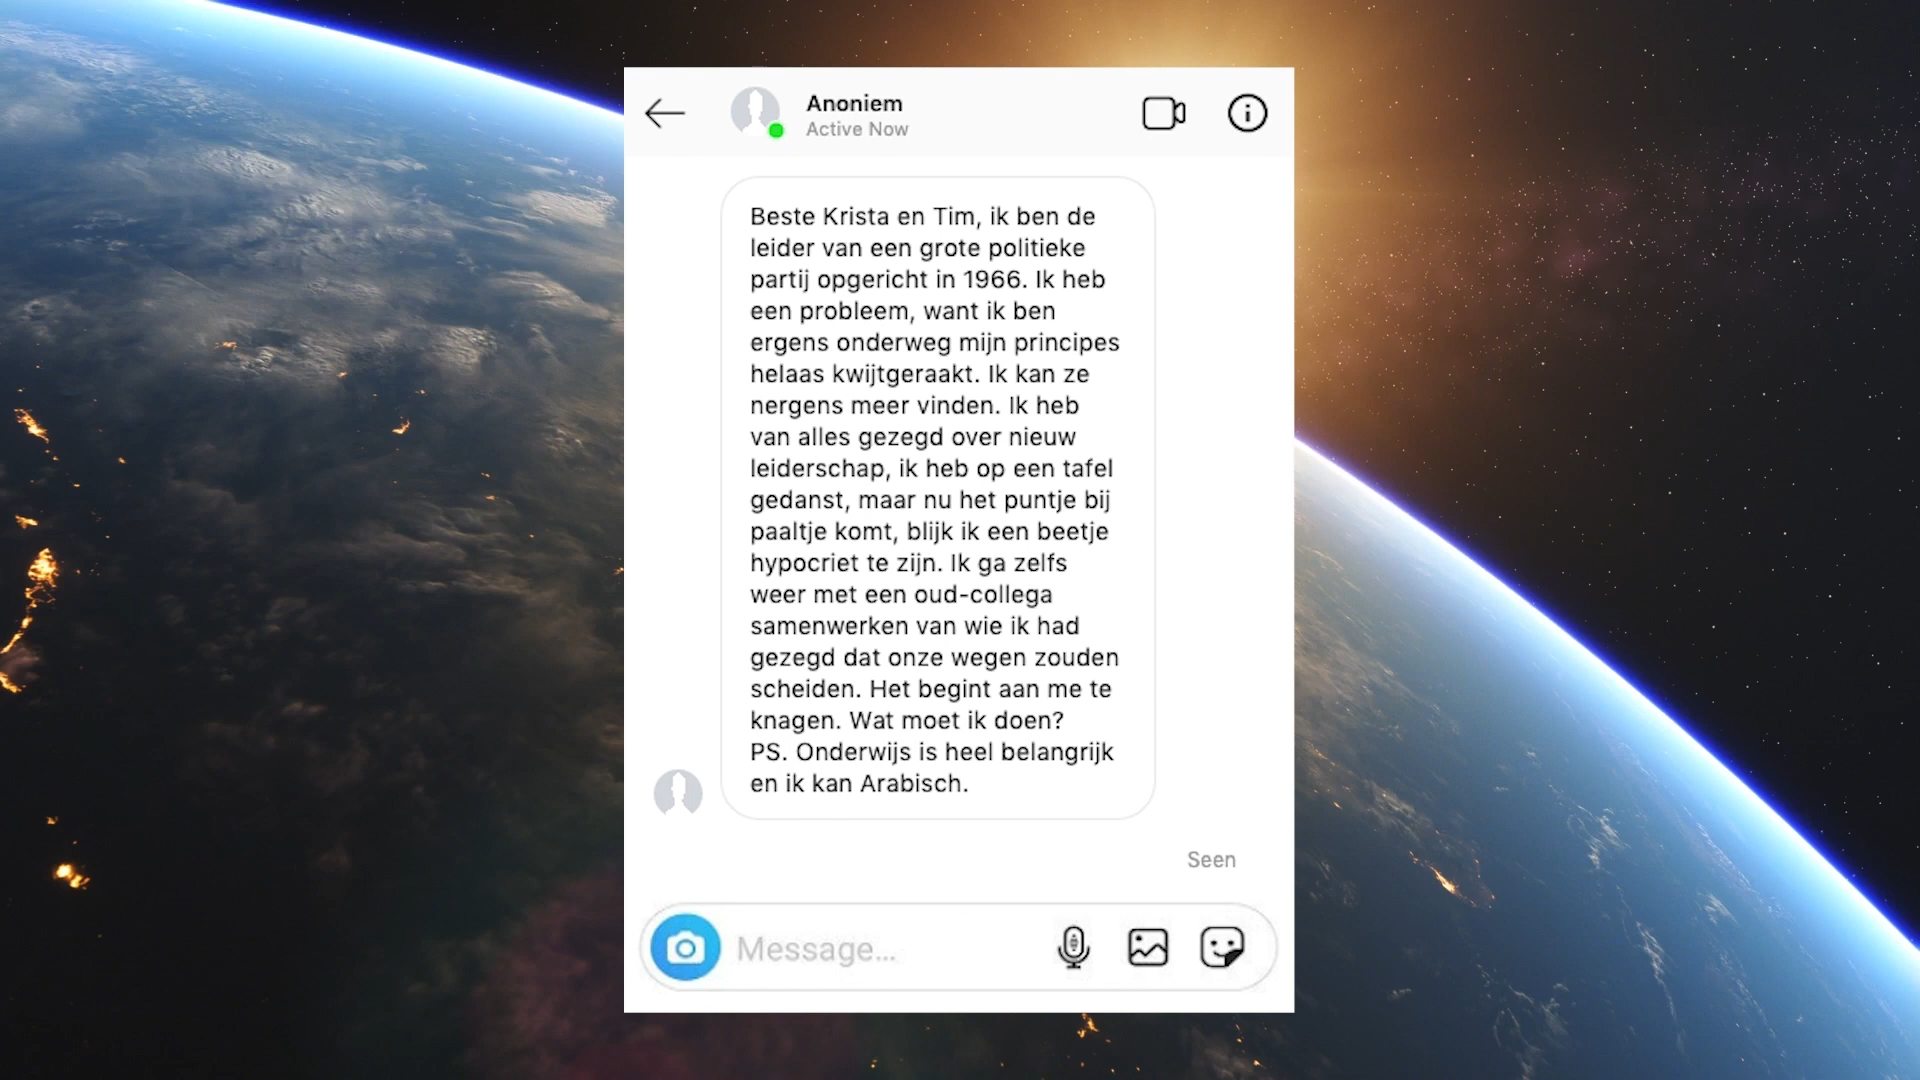 Anoniem
Active Now
Beste Krista en Tim, ik ben de
leider van een grote politieke
partij opgericht in 1966. Ik heb
een probleem, want ik ben
ergens onderweg mijn principes
helaas kwijtgeraakt. Ik kan ze
nergens meer vinden. Ik heb
van alles gezegd over nieuw
leiderschap, ik heb op een tafel
gedanst, maar nu het puntje bij
paaltje komt, blijk ik een beetje
hypocriet te zijn. Ik ga zelfs
weer met een oud-collega
samenwerken van wie ik had
gezegd dat onze wegen zouden
scheiden. Het begint aan me te
knagen. Wat moet ik doen?
PS. Onderwijs is heel belangrijk
en ik kan Arabisch.
Seen
Message...